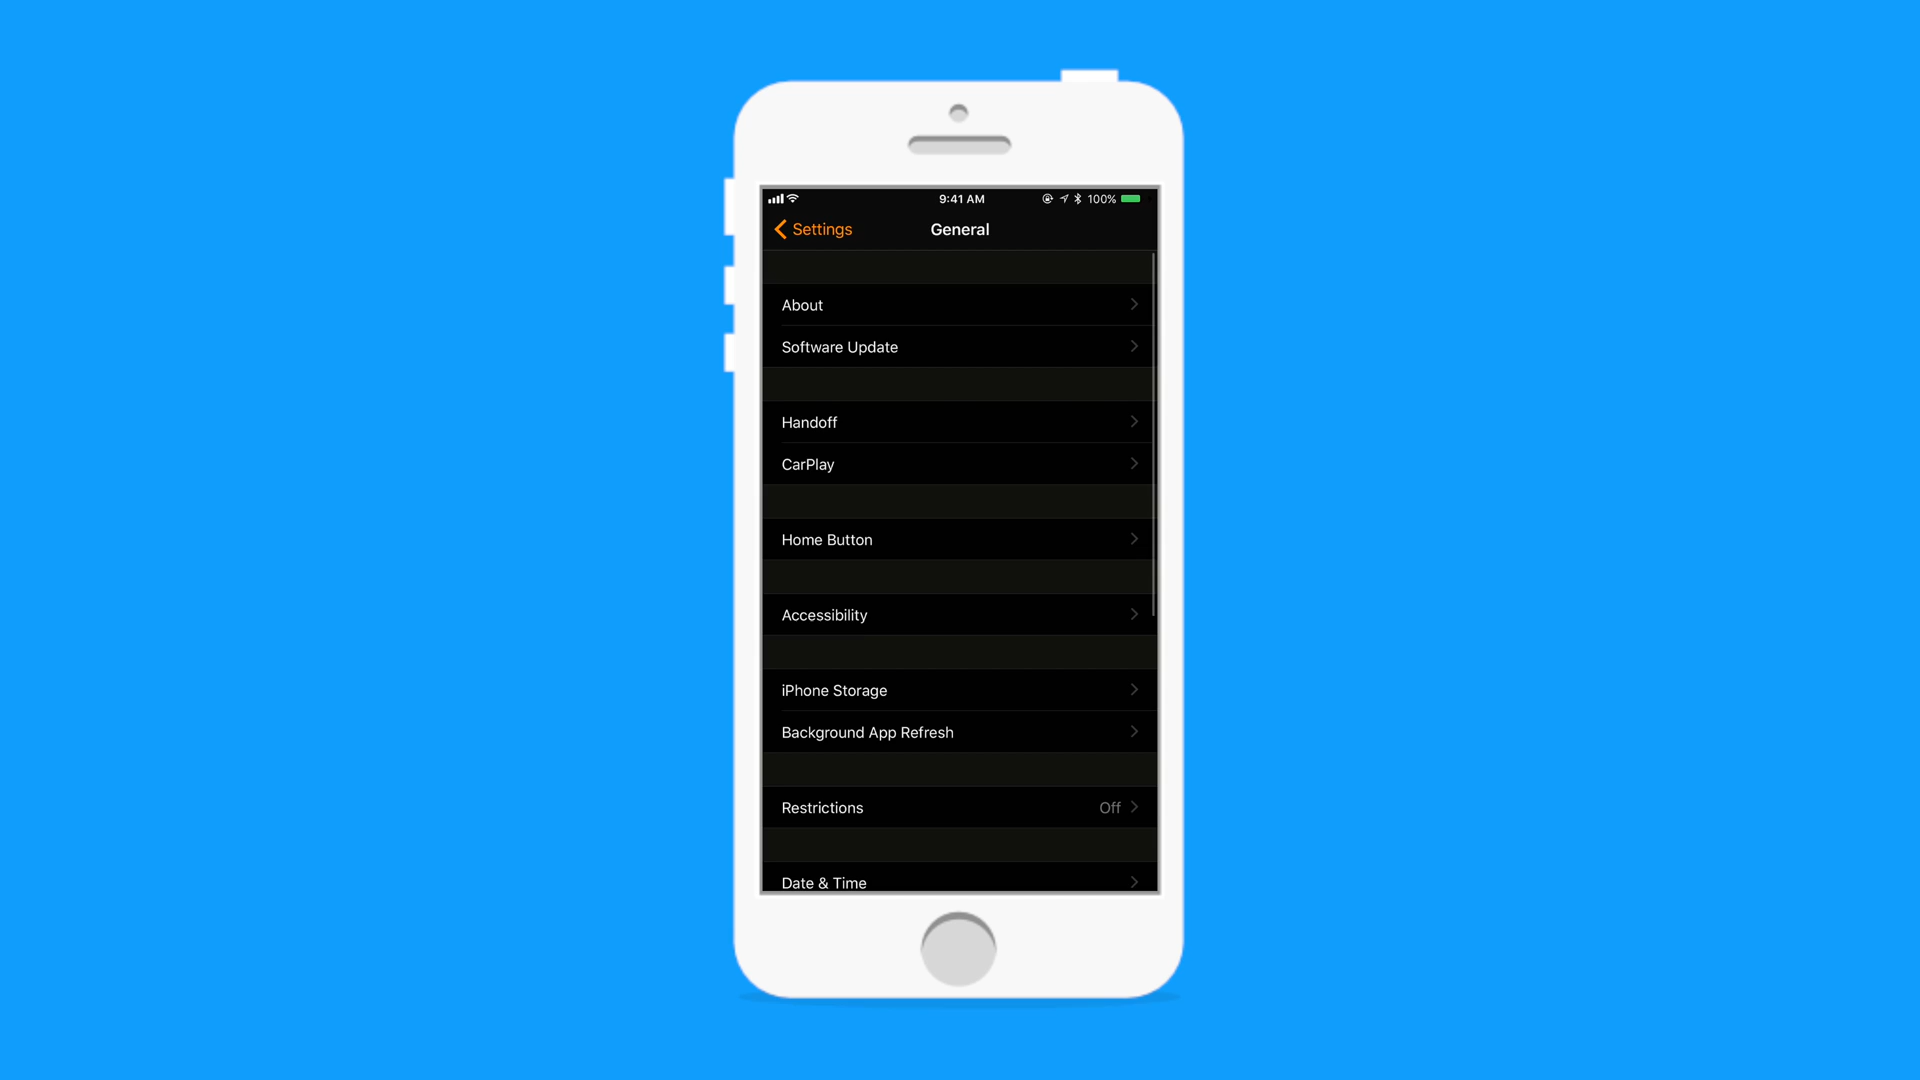 9:41 AM
100%
Settings
General
About
Software Update
Handoff
CarPlay
Home Button
Accessibility
iPhone Storage
Background App Refresh
Restrictions
Off
Date & Time